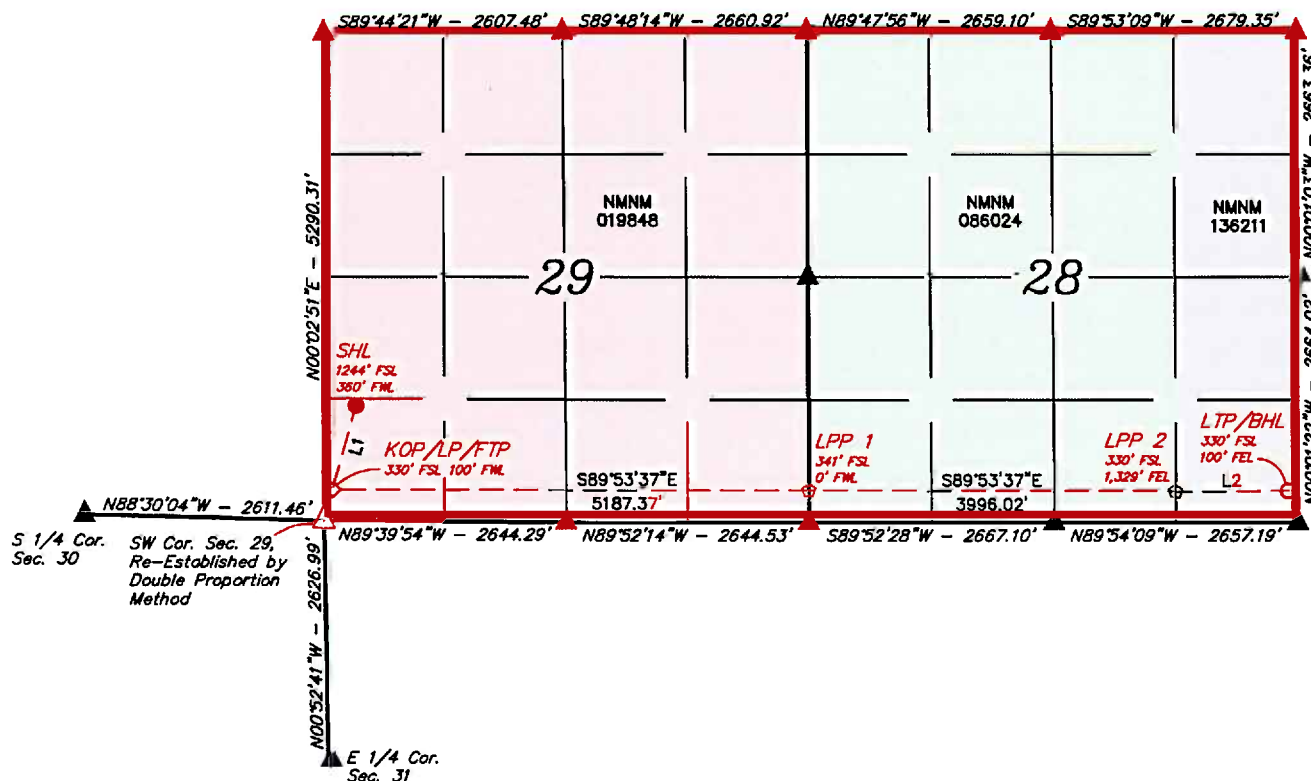 S89°44'21"W - 2607.48'
S89°48'14"W - 2660.92'
N89°47'56"W - 2659.10'
S89°53'09"W - 2679.35'
N00°02'51"E - 5290.31'
NMNM
019848
NMNM
086024
NMNM
136211
29
28
SHL
1244' FSL
360' FWL
L1
KOP/LP/FTP
330' FSL 100' FWL
S89°53'37"E
5187.37'
LPP 1
341' FSL
0' FWL
S89°53'37"E
3996.02'
LPP 2
330' FSL
1,329' FEL
LTP/BHL
330' FSL
100' FEL
L2
N88°30'04"W - 2611.46'
N89°39'54"W - 2644.29'
N89°52'14"W - 2644.53'
S89°52'28"W - 2667.10'
N89°54'09"W - 2657.19'
S 1/4 Cor.
Sec. 30
SW Cor. Sec. 29,
Re-Established by
Double Proportion
Method
N00°52'41"W - 2626.99'
E 1/4 Cor.
Sec. 31